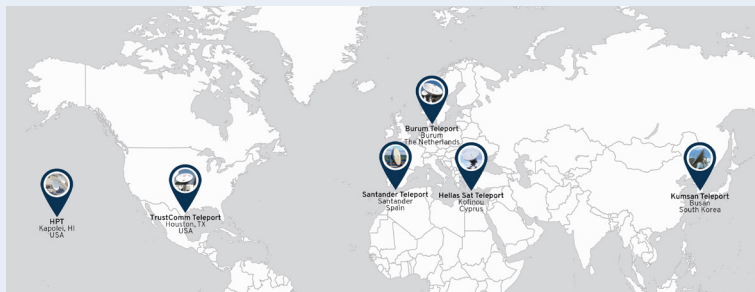 Burum Teleport
Burum
The Netherlands
Santander Teleport
Santander
Spain
Hellas Sat Teleport
Kofinou
Cyprus
Kumsan Teleport
Busan
South Korea
TrustComm Teleport
Houston, TX
USA
HPT
Kapolei, HI
USA